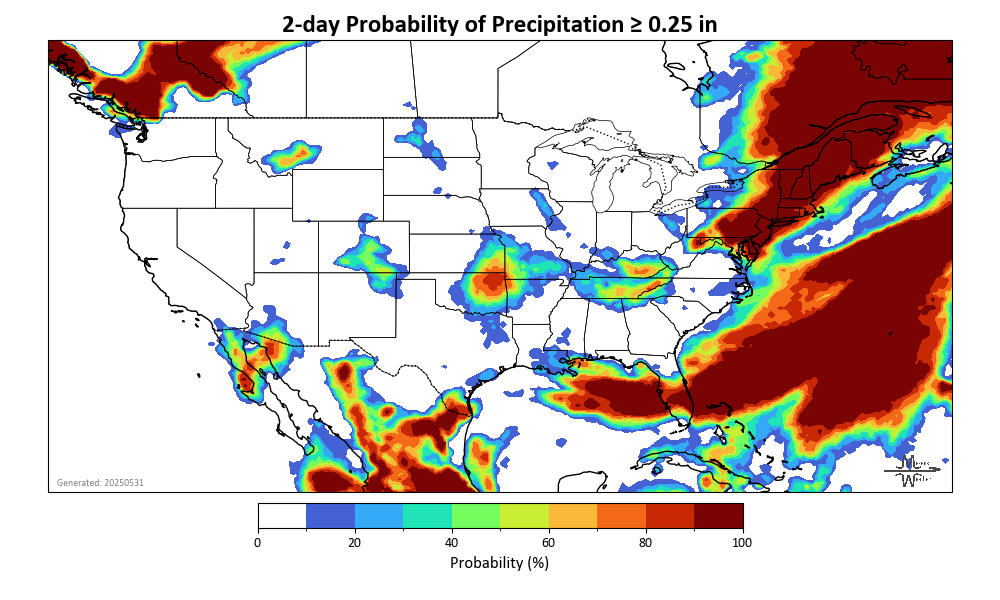 2-day Probability of Precipitation ≥ 0.25 in
Generated: 20250531
0 20 40 60 80 100
Probability (%)